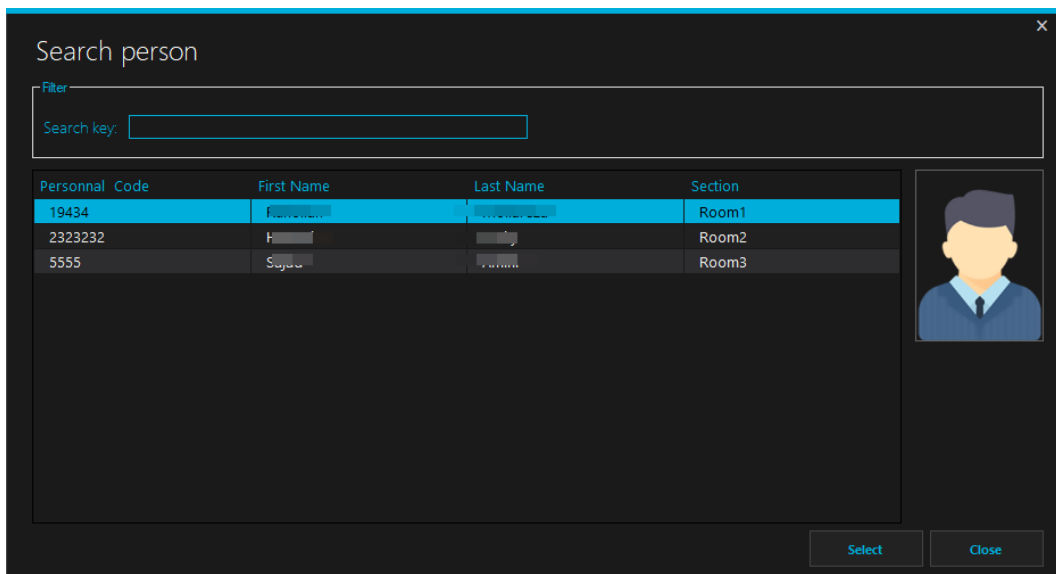 ×
Search person
Filter
Search key:
Personnal Code First Name Last Name Section
19434 Room1
2323232 Room2
5555 Room3
Select Close